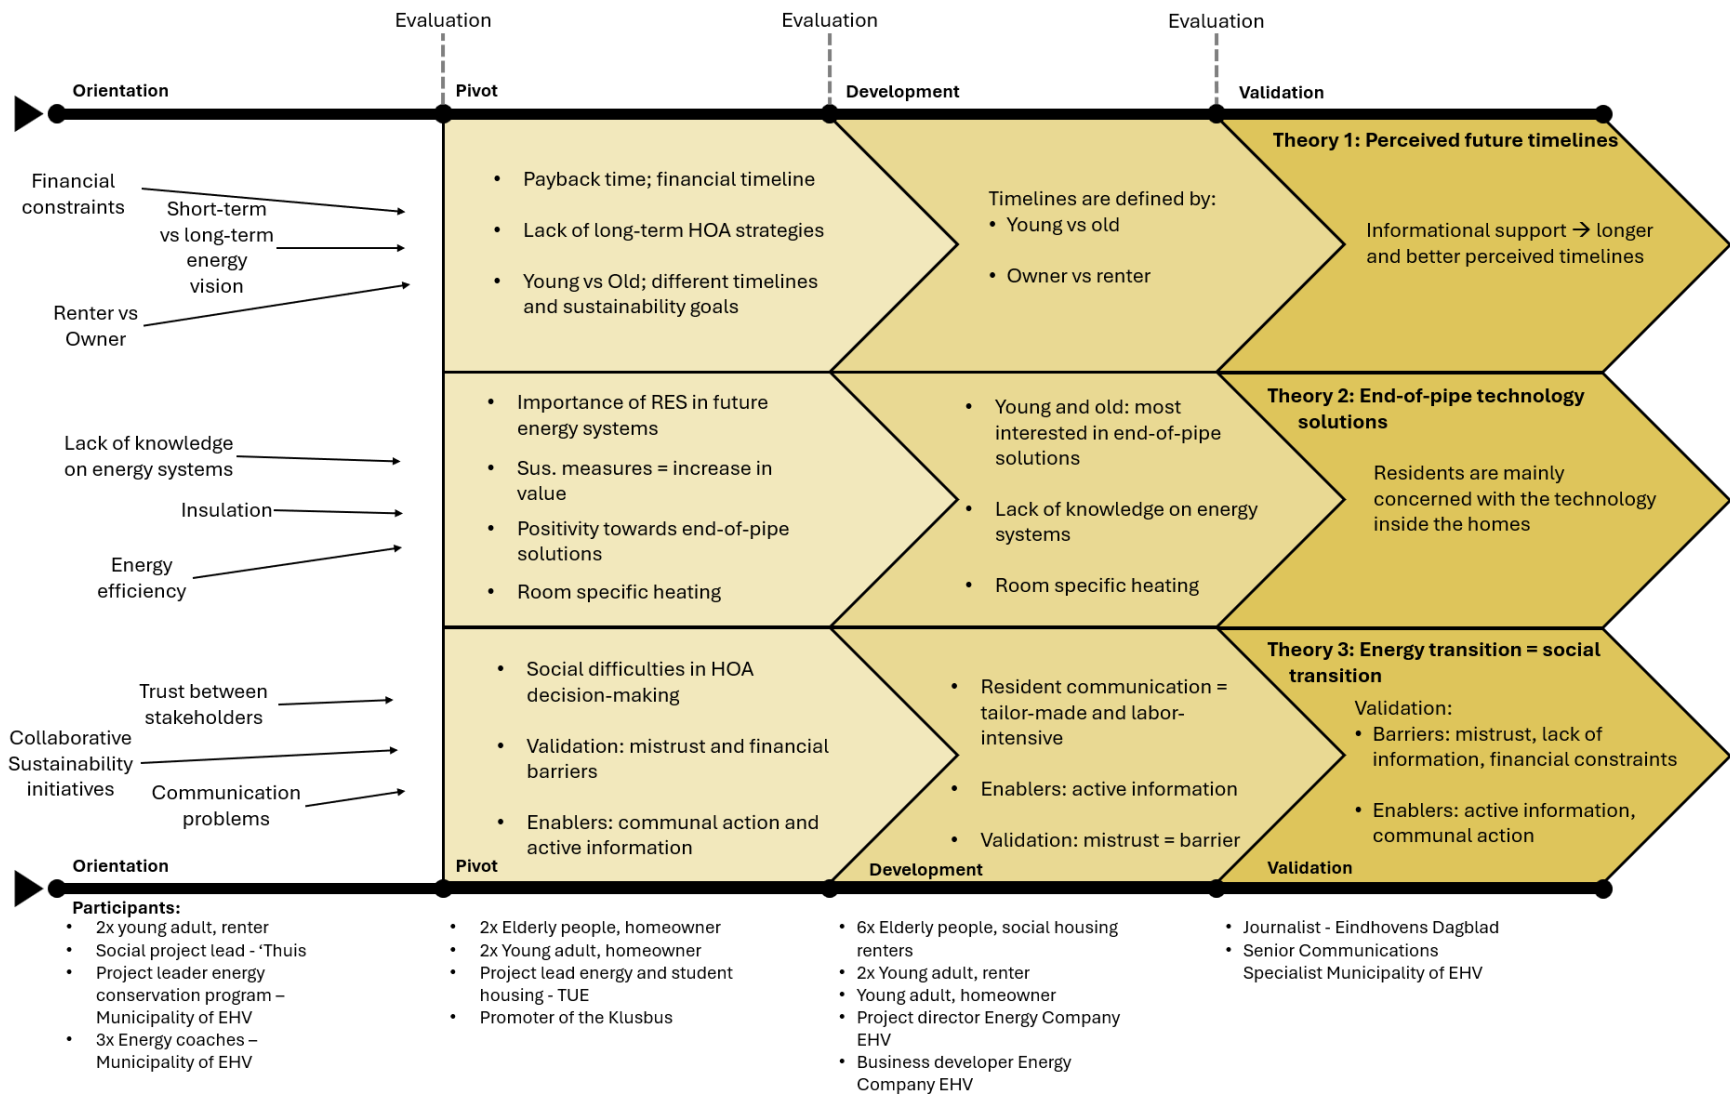 Evaluation
Evaluation
Evaluation
Orientation
Pivot
Development
Validation
Financial
constraints
Short-term
vs long-term
energy
vision
Renter vs
Owner
• Payback time; financial timeline
• Lack of long-term HOA strategies
• Young vs Old; different timelines
and sustainability goals
Timelines are defined by:
• Young vs old
• Owner vs renter
Theory 1: Perceived future timelines
Informational support → longer
and better perceived timelines
Lack of knowledge
on energy systems
Insulation
Energy
efficiency
• Importance of RES in future
energy systems
• Sus. measures = increase in
value
• Positivity towards end-of-pipe
solutions
• Room specific heating
• Young and old: most
interested in end-of-pipe
solutions
• Lack of knowledge on energy
systems
• Room specific heating
Theory 2: End-of-pipe technology
solutions
Residents are mainly
concerned with the technology
inside the homes
Trust between
stakeholders
Collaborative
Sustainability
initiatives
Communication
problems
• Social difficulties in HOA
decision-making
• Validation: mistrust and financial
barriers
• Enablers: communal action and
active information
• Resident communication =
tailor-made and labor-
intensive
• Enablers: active information
• Validation: mistrust = barrier
Theory 3: Energy transition = social
transition
Validation:
• Barriers: mistrust, lack of
information, financial constraints
• Enablers: active information,
communal action
Orientation
Pivot
Development
Validation
Participants:
• 2x young adult, renter
• Social project lead - ‘Thuis
• Project leader energy
conservation program –
Municipality of EHV
• 3x Energy coaches –
Municipality of EHV
• 2x Elderly people, homeowner
• 2x Young adult, homeowner
• Project lead energy and student
housing - TUE
• Promoter of the Klusbus
• 6x Elderly people, social housing
renters
• 2x Young adult, renter
• Young adult, homeowner
• Project director Energy Company
EHV
• Business developer Energy
Company EHV
• Journalist - Eindhovens Dagblad
• Senior Communications
Specialist Municipality of EHV